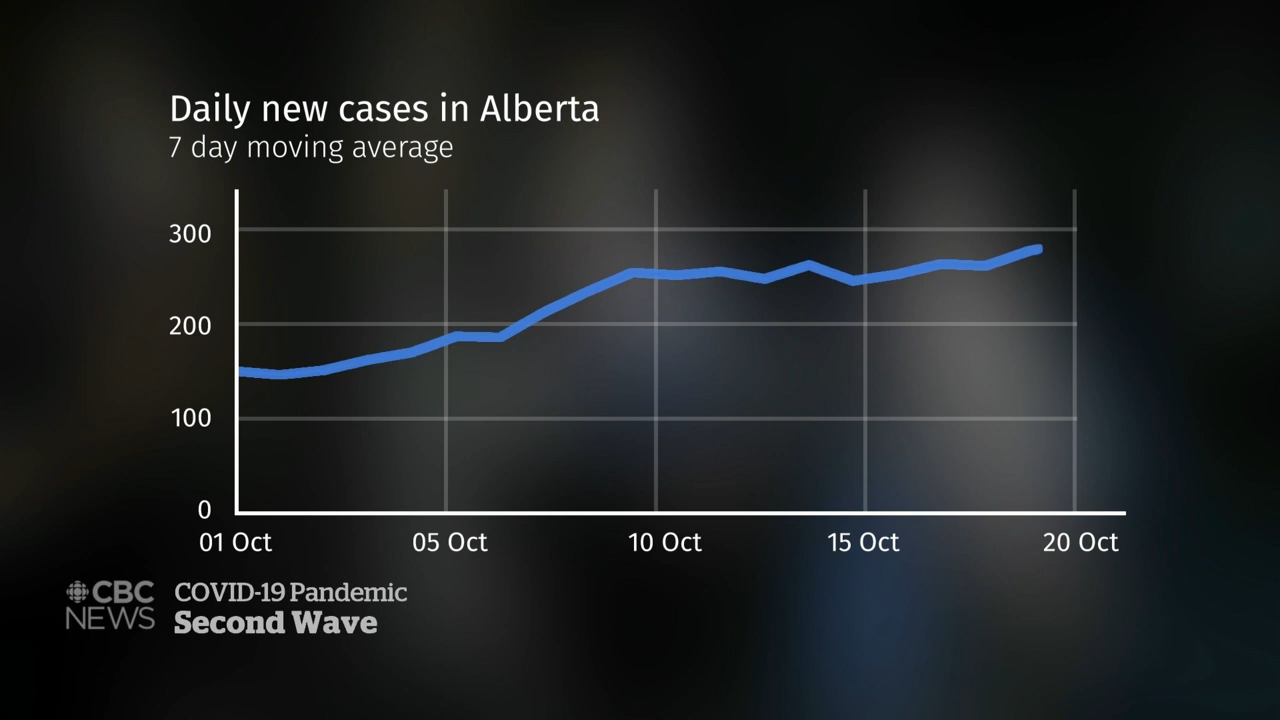 Daily new cases in Alberta
7 day moving average
300
200
100
0
01 Oct 05 Oct 10 Oct 15 Oct 20 Oct
CBC NEWS
COVID-19 Pandemic
Second Wave